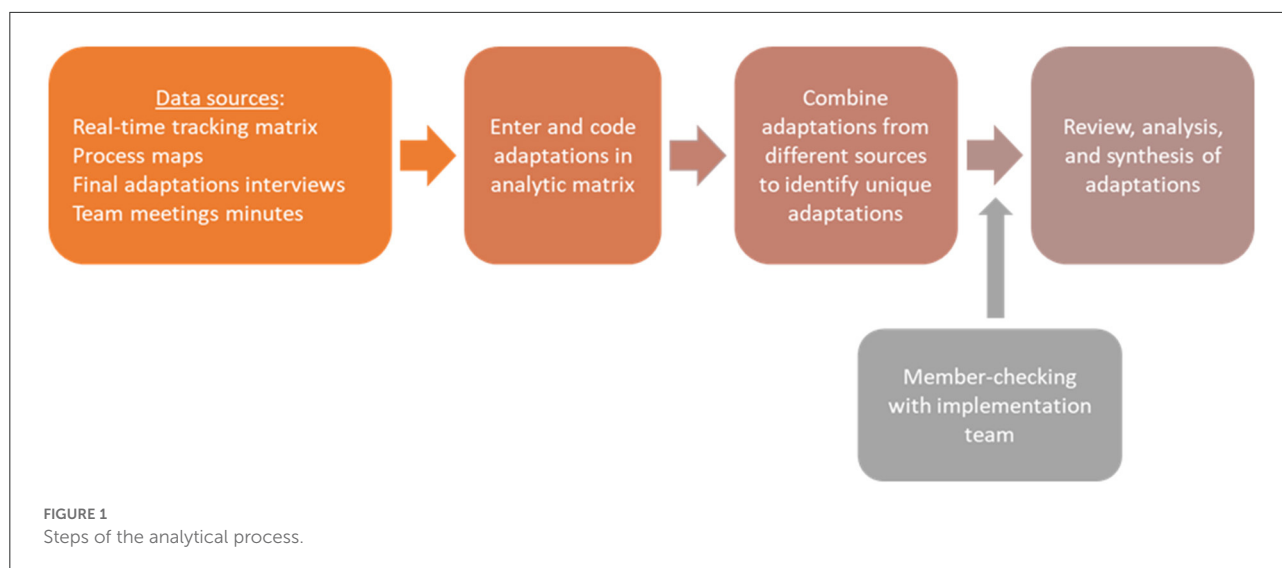 Data sources:
Real-time tracking matrix
Process maps
Final adaptations interviews
Team meetings minutes
Enter and code
adaptations in
analytic matrix
Combine
adaptations from
different sources
to identify unique
adaptations
Review, analysis,
and synthesis of
adaptations
Member-checking
with implementation
team
FIGURE 1
Steps of the analytical process.